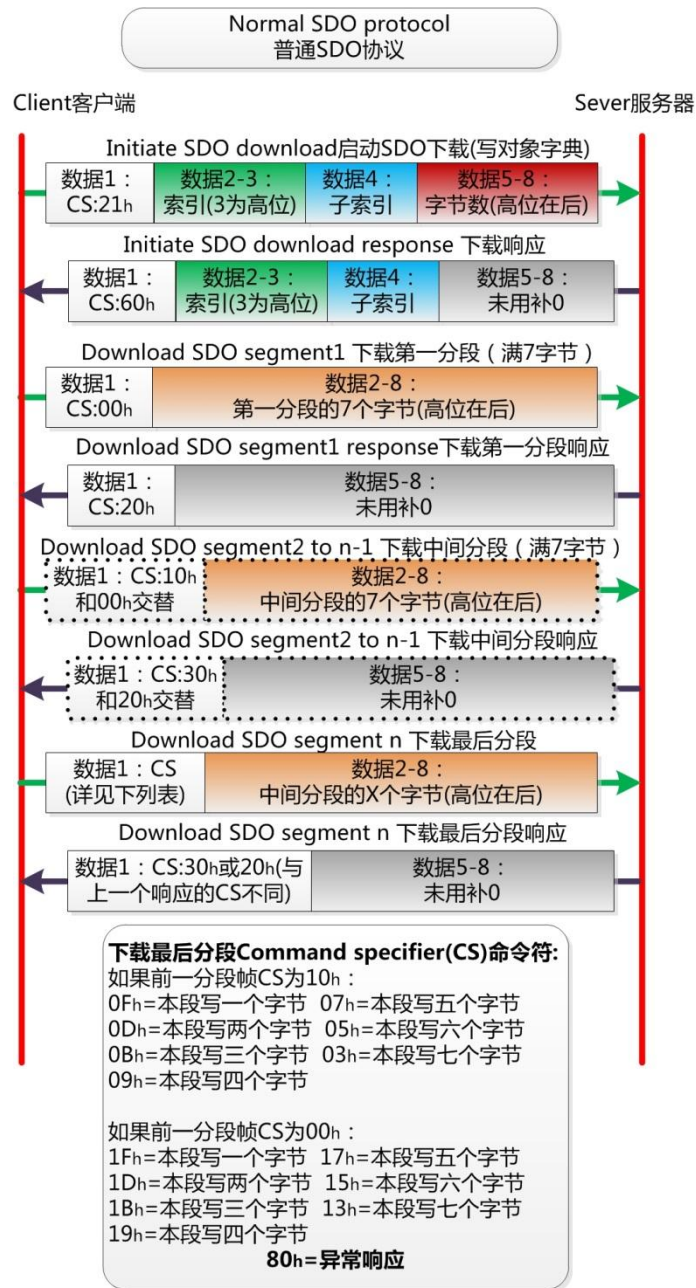 Normal SDO protocol
普通SDO协议
Client客户端
Sever服务器
Initiate SDO download启动SDO下载(写对象字典)
数据1：
CS:21h
数据2-3：
索引(3为高位)
数据4：
子索引
数据5-8：
字节数(高位在后)
Initiate SDO download response 下载响应
数据1：
CS:60h
数据2-3：
索引(3为高位)
数据4：
子索引
数据5-8：
未用补0
Download SDO segment1 下载第一分段（满7字节）
数据1：
CS:00h
数据2-8：
第一分段的7个字节(高位在后)
Download SDO segment1 response下载第一分段响应
数据1：
CS:20h
数据5-8：
未用补0
Download SDO segment2 to n-1 下载中间分段（满7字节）
数据1：CS:10h
和00h交替
数据2-8：
中间分段的7个字节(高位在后)
Download SDO segment2 to n-1 下载中间分段响应
数据1：CS:30h
和20h交替
数据5-8：
未用补0
Download SDO segment n 下载最后分段
数据1：CS
(详见下列表)
数据2-8：
中间分段的X个字节(高位在后)
Download SDO segment n 下载最后分段响应
数据1：CS:30h或20h(与
上一个响应的CS不同)
数据5-8：
未用补0
下载最后分段Command specifier(CS)命令符:
如果前一分段帧CS为10h：
0Fh=本段写一个字节 07h=本段写五个字节
0Dh=本段写两个字节 05h=本段写六个字节
0Bh=本段写三个字节 03h=本段写七个字节
09h=本段写四个字节
如果前一分段帧CS为00h：
1Fh=本段写一个字节 17h=本段写五个字节
1Dh=本段写两个字节 15h=本段写六个字节
1Bh=本段写三个字节 13h=本段写七个字节
19h=本段写四个字节
80h=异常响应